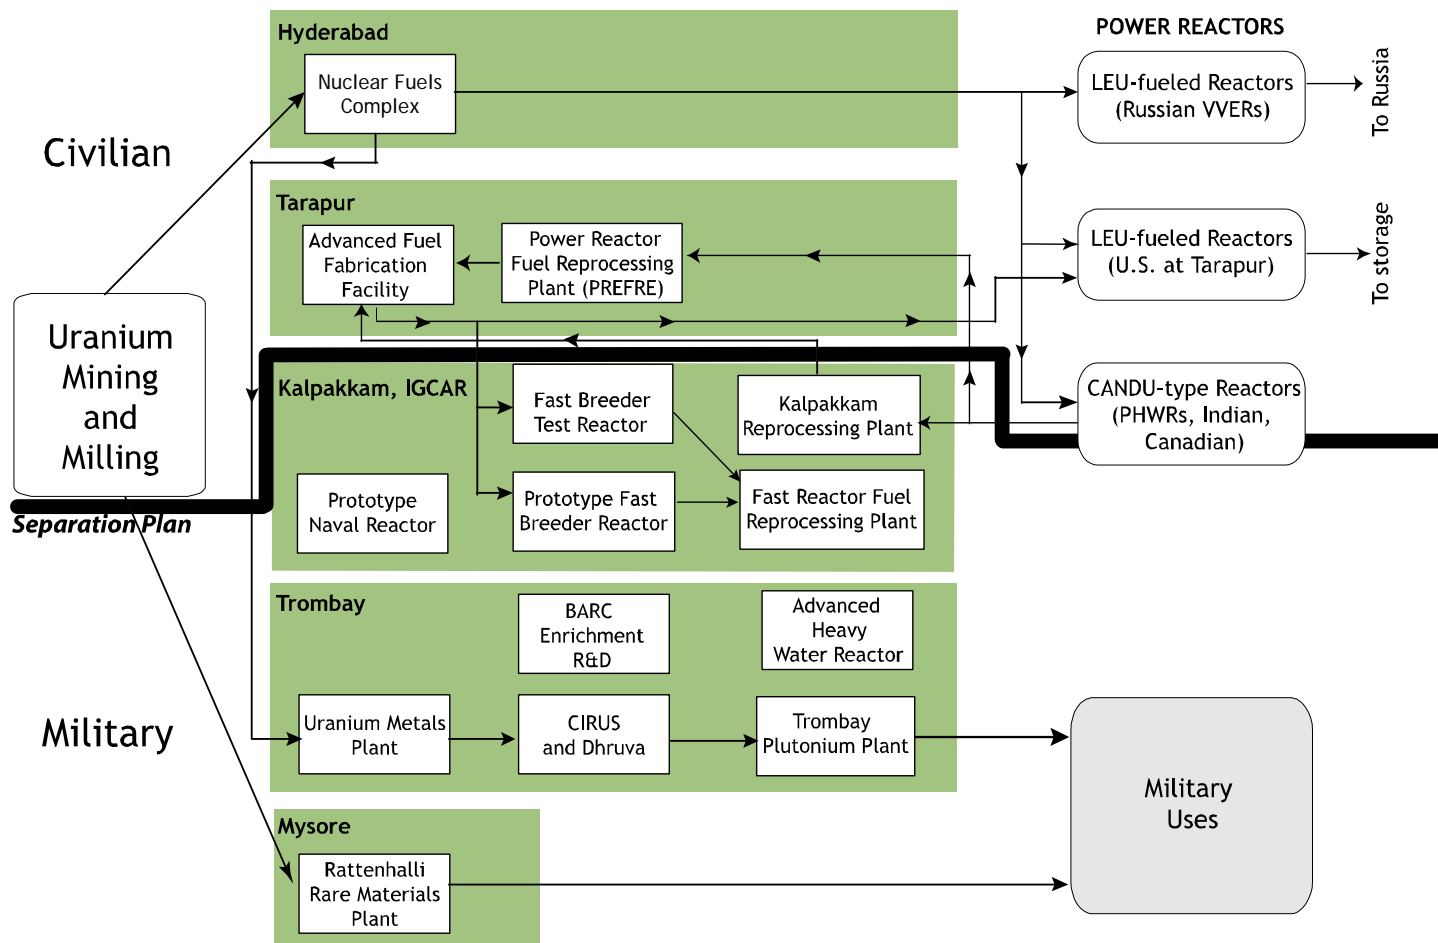 POWER REACTORS
Hyderabad
Nuclear Fuels
Complex
LEU-fueled Reactors
(Russian VVERs)
To Russia
Civilian
Tarapur
Advanced Fuel
Fabrication
Facility
Power Reactor
Fuel Reprocessing
Plant (PREFRE)
LEU-fueled Reactors
(U.S. at Tarapur)
To storage
Uranium
Mining
and
Milling
Kalpakkam, IGCAR
Fast Breeder
Test Reactor
Kalpakkam
Reprocessing Plant
CANDU-type Reactors
(PHWRs, Indian,
Canadian)
Prototype
Naval Reactor
Prototype Fast
Breeder Reactor
Fast Reactor Fuel
Reprocessing Plant
Separation Plan
Trombay
BARC
Enrichment
R&D
Advanced
Heavy
Water Reactor
Military
Uranium Metals
Plant
CIRUS
and Dhruva
Trombay
Plutonium Plant
Military
Uses
Mysore
Rattenhalli
Rare Materials
Plant